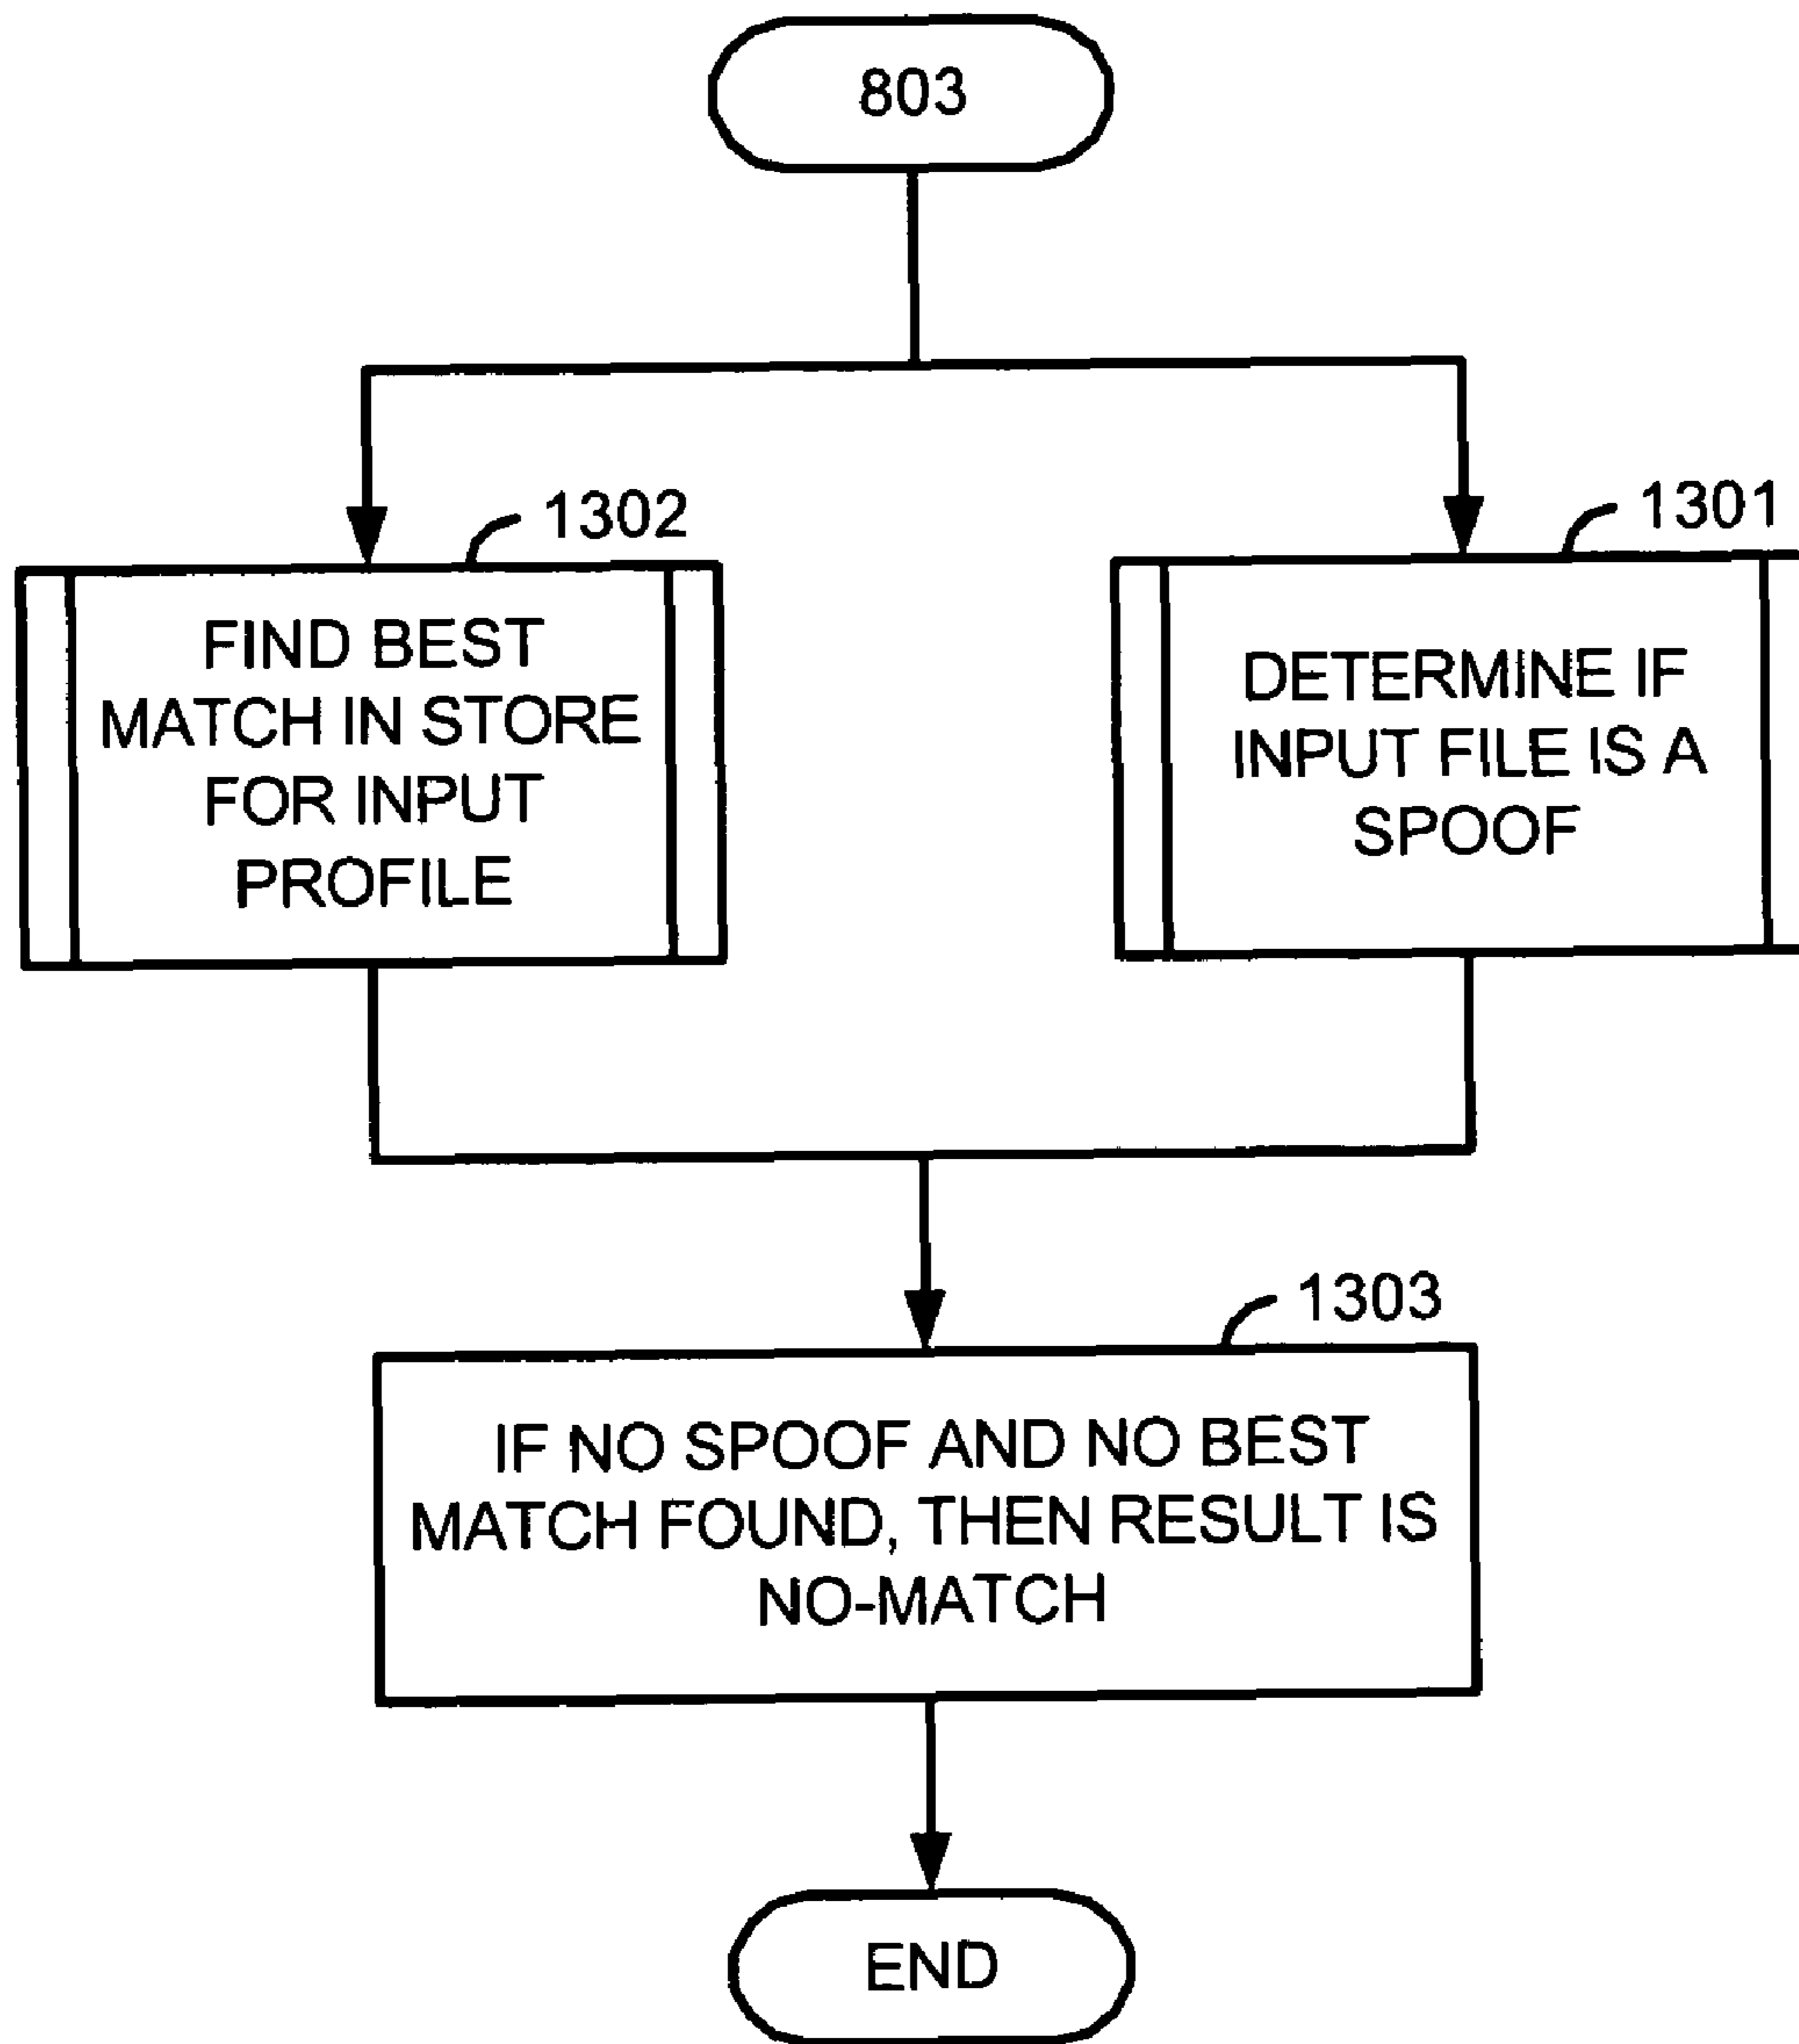 803
1302
FIND BEST
MATCH IN STORE
FOR INPUT
PROFILE
1301
DETERMINE IF
INPUT FILE IS A
SPOOF
1303
IF NO SPOOF AND NO BEST
MATCH FOUND, THEN RESULT IS
NO-MATCH
END